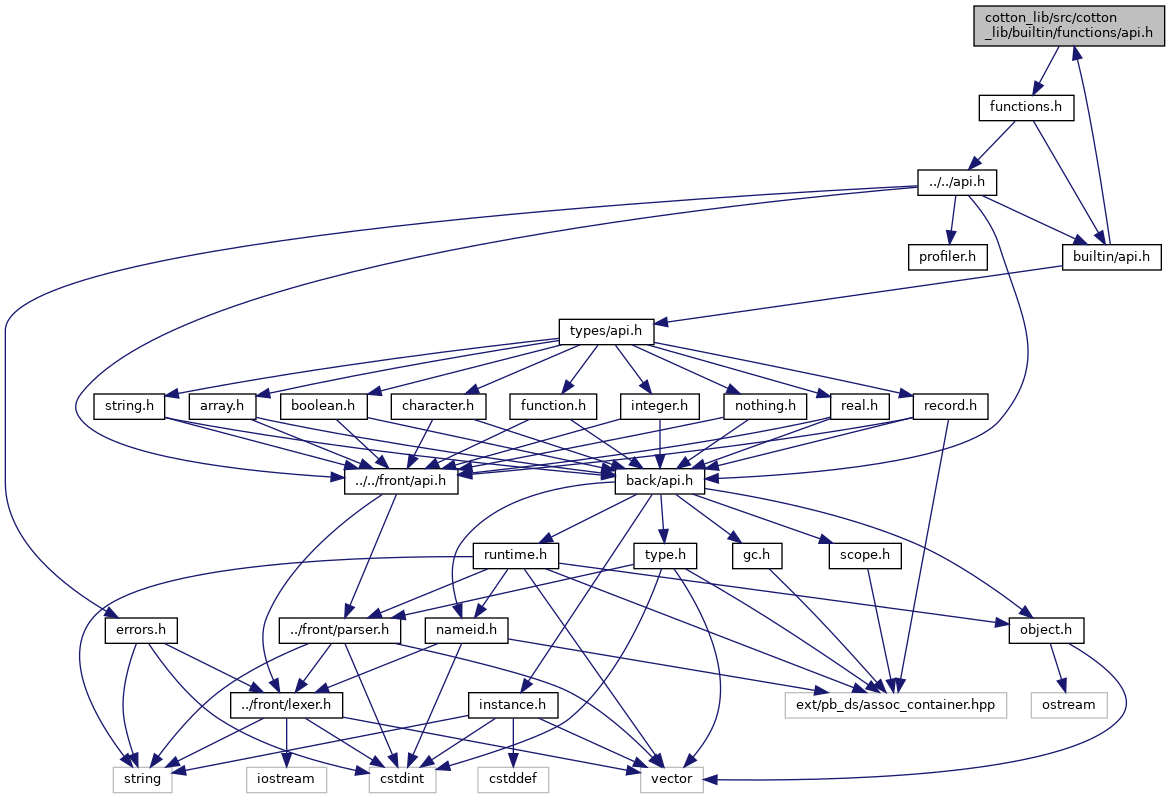 cotton_lib/src/cotton
_lib/builtin/functions/api.h
functions.h
../../api.h
profiler.h
builtin/api.h
types/api.h
string.h
array.h
boolean.h
character.h
function.h
integer.h
nothing.h
real.h
record.h
../../front/api.h
back/api.h
runtime.h
type.h
gc.h
scope.h
errors.h
../front/parser.h
nameid.h
object.h
../front/lexer.h
instance.h
ext/pb_ds/assoc_container.hpp
ostream
string
iostream
cstdint
cstddef
vector